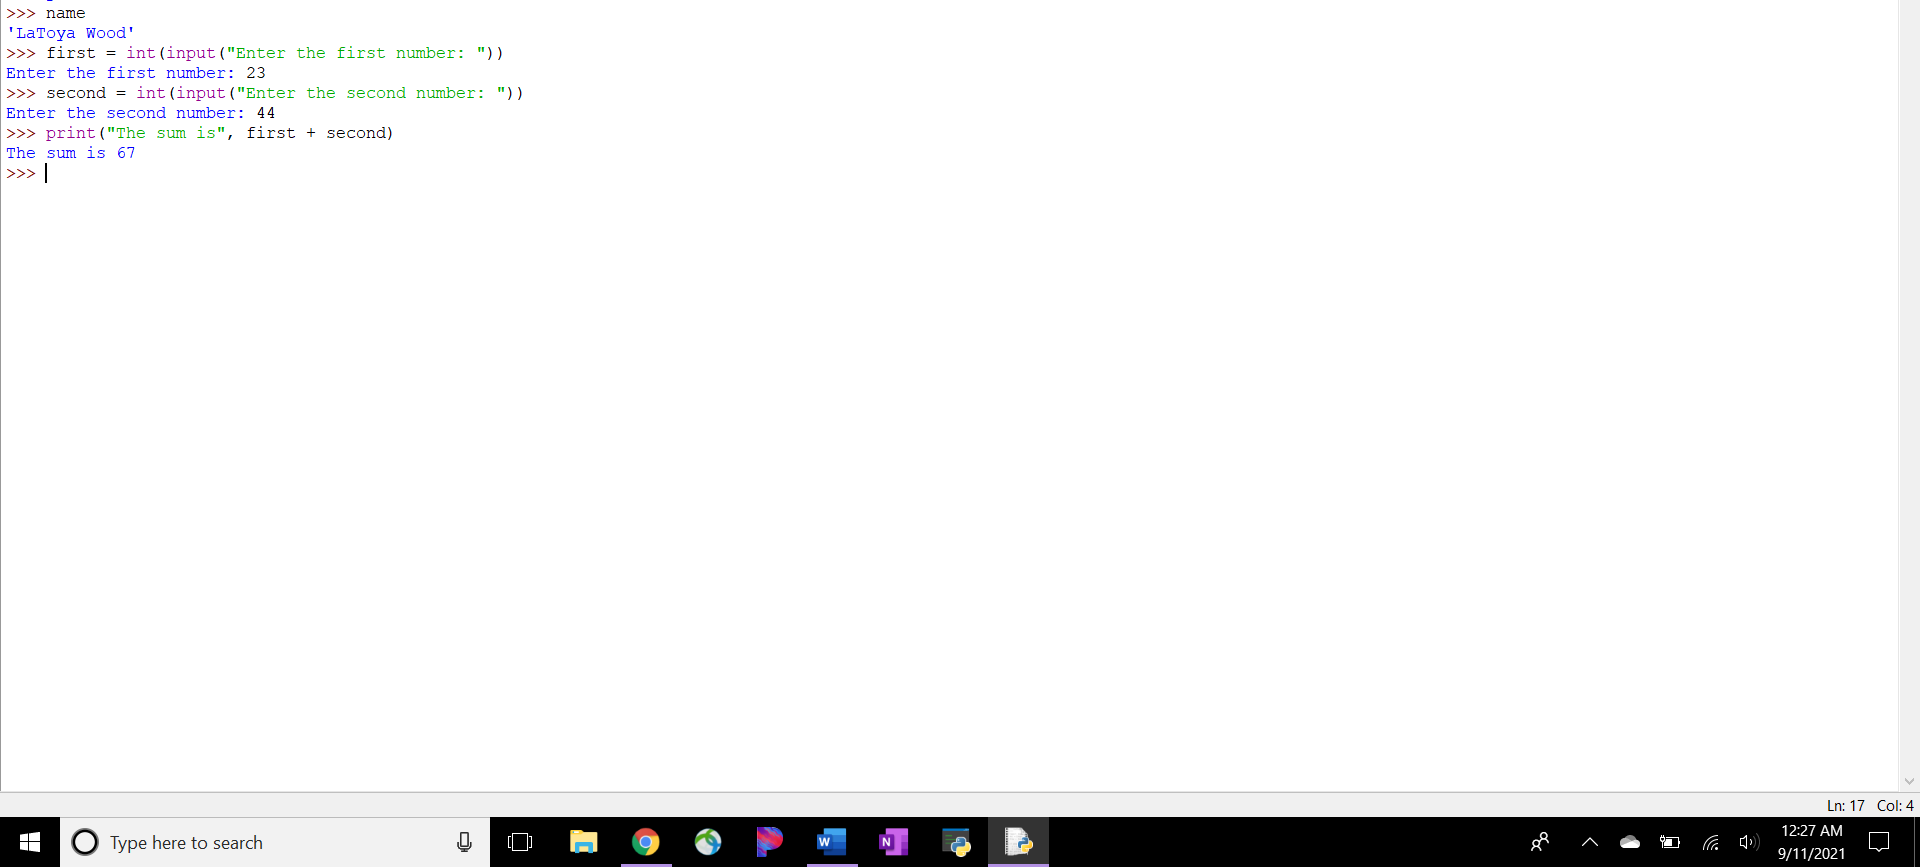 >>> name
'LaToya Wood'
>>> first = int(input("Enter the first number: "))
Enter the first number: 23
>>> second = int(input("Enter the second number: "))
Enter the second number: 44
>>> print("The sum is", first + second)
The sum is 67
>>>
Ln: 17 Col: 4
Type here to search
W
N
12:27 AM
9/11/2021